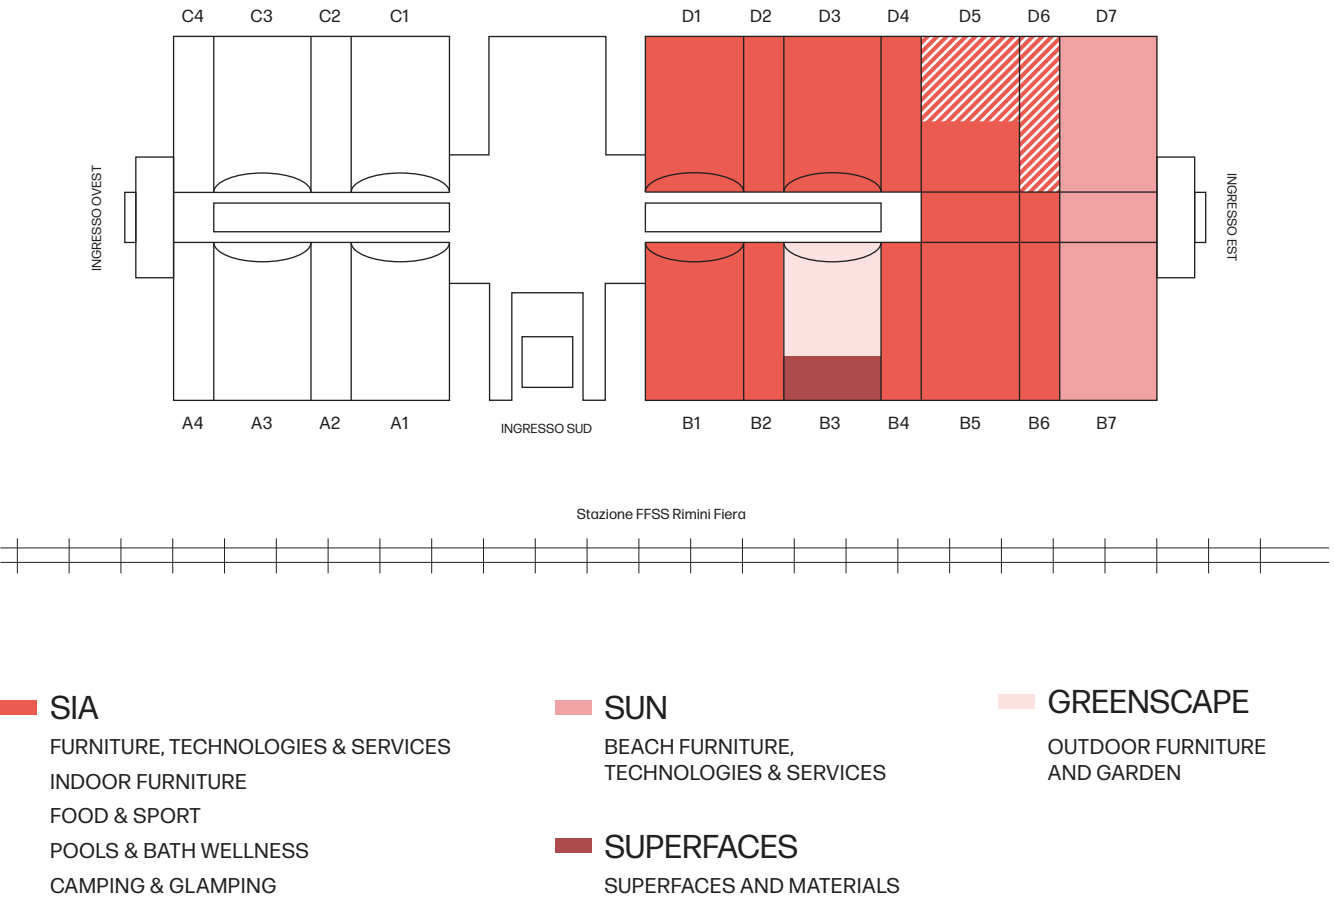 C4 C3 C2 C1 D1 D2 D3 D4 D5 D6 D7
INGRESSO OVEST
INGRESSO EST
A4 A3 A2 A1 B1 B2 B3 B4 B5 B6 B7
INGRESSO SUD
Stazione FFSS Rimini Fiera
SIA
FURNITURE, TECHNOLOGIES & SERVICES
INDOOR FURNITURE
FOOD & SPORT
POOLS & BATH WELLNESS
CAMPING & GLAMPING
SUN
BEACH FURNITURE,
TECHNOLOGIES & SERVICES
SUPERFACES
SUPERFACES AND MATERIALS
GREENSCAPE
OUTDOOR FURNITURE
AND GARDEN